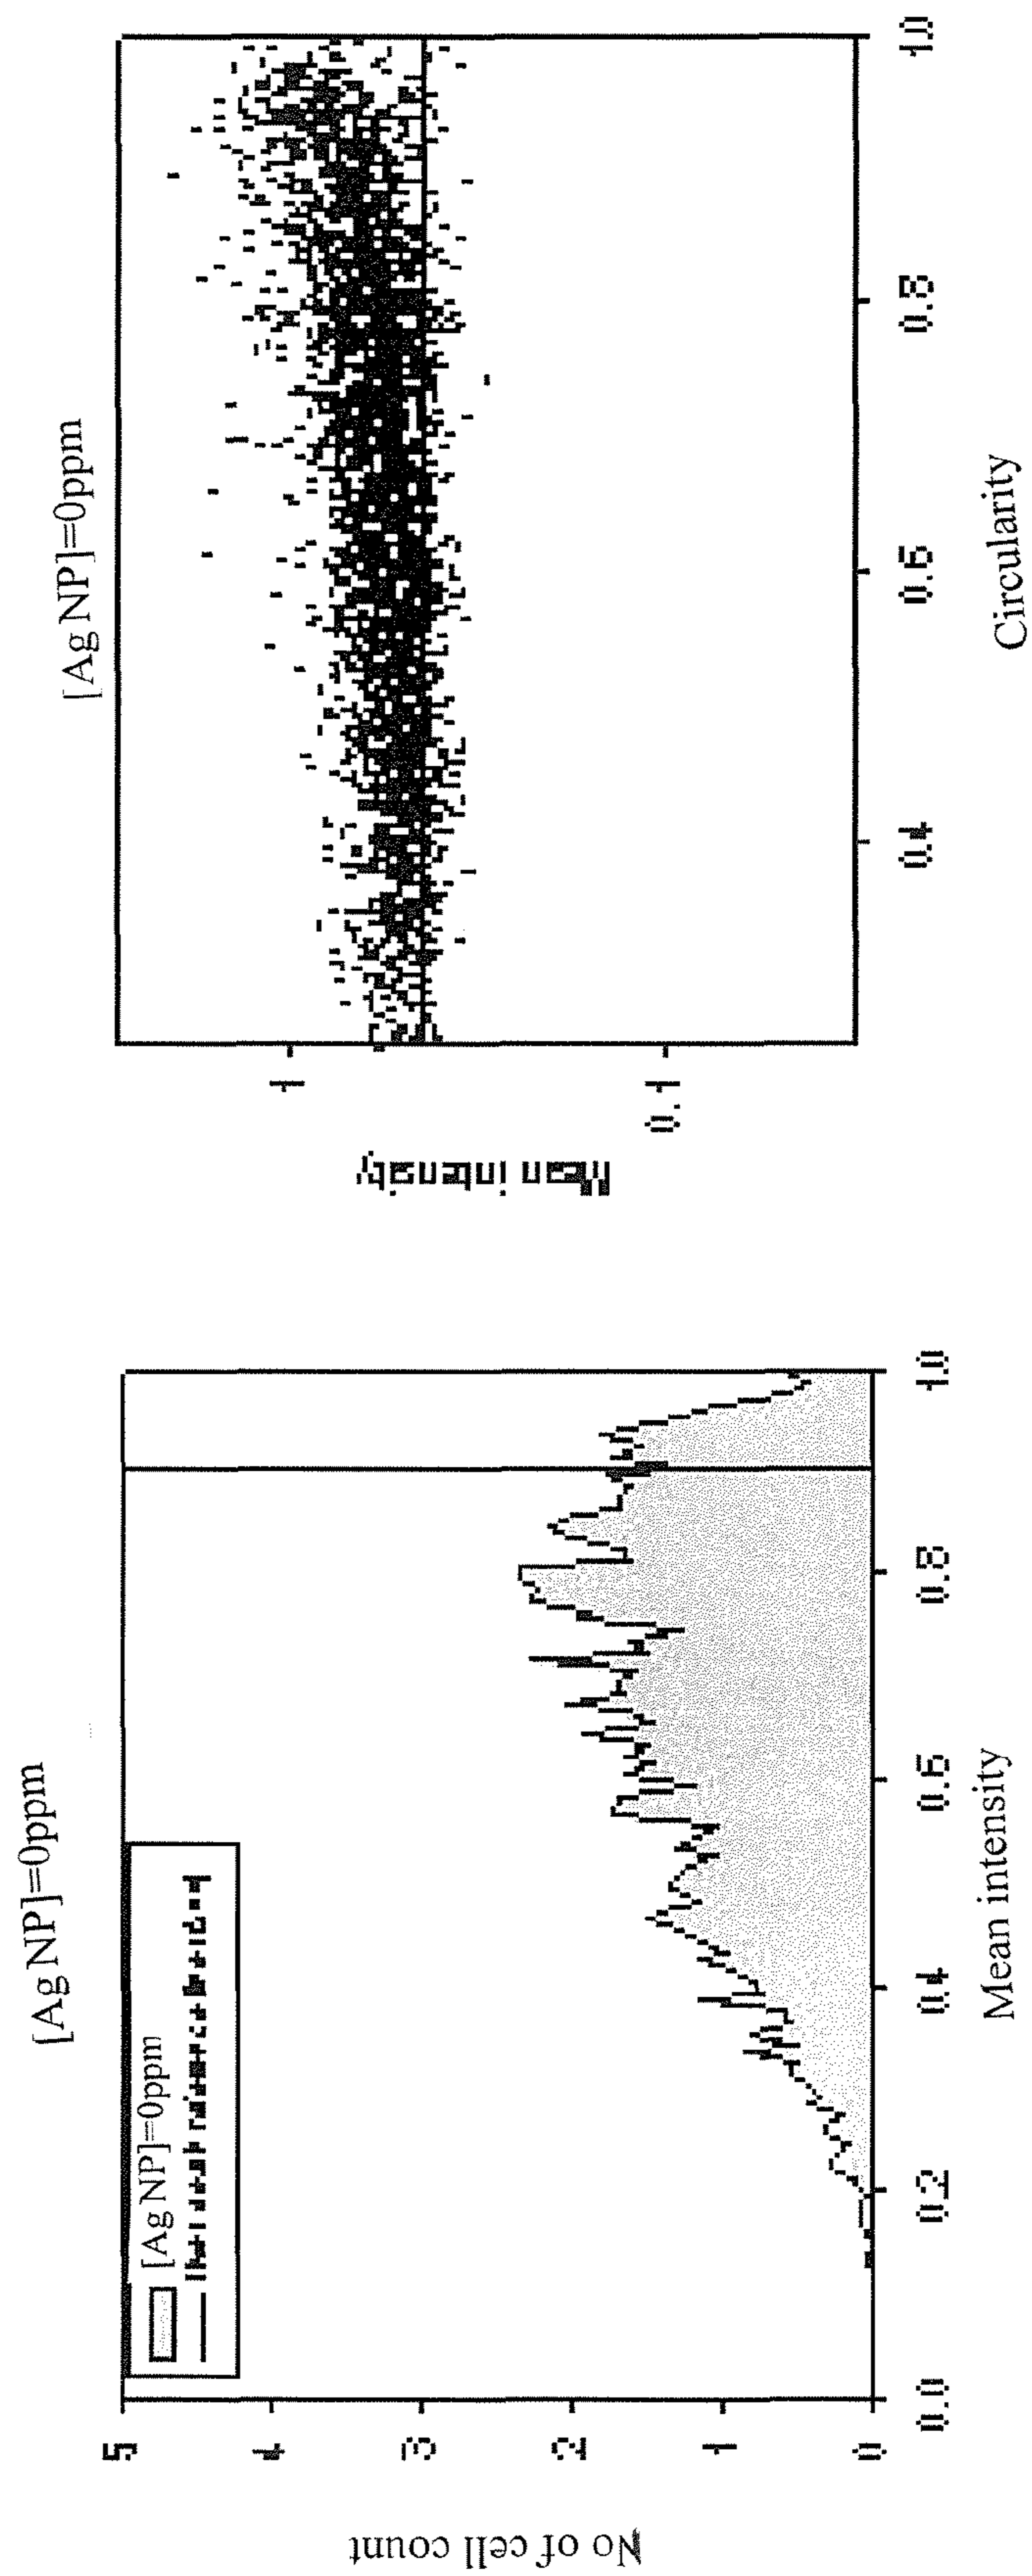 [Ag NP]=0ppm
[Ag NP]=0ppm
5
4
3
2
1
0
No of cell count
0.0
0.2
0.4
0.6
0.8
1.0
Mean intensity
[Ag NP]=0ppm
1
0.1
Mean intensity
0.4
0.6
0.8
1.0
Circularity